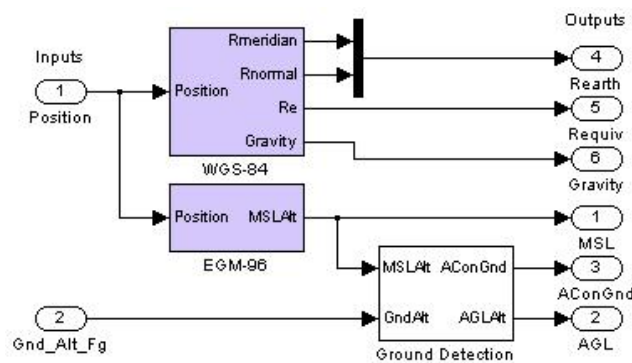 Outputs
Inputs
Rmeridian
Rnormal
4
Rearth
1
Position
Position
Re
5
Requiv
Gravity
6
Gravity
WGS-84
Position
MSLAlt
1
MSL
EGM-96
MSLAlt
AConGnd
3
AConGnd
2
Gnd_Alt_Fg
GndAlt
AGLAlt
2
AGL
Ground Detection